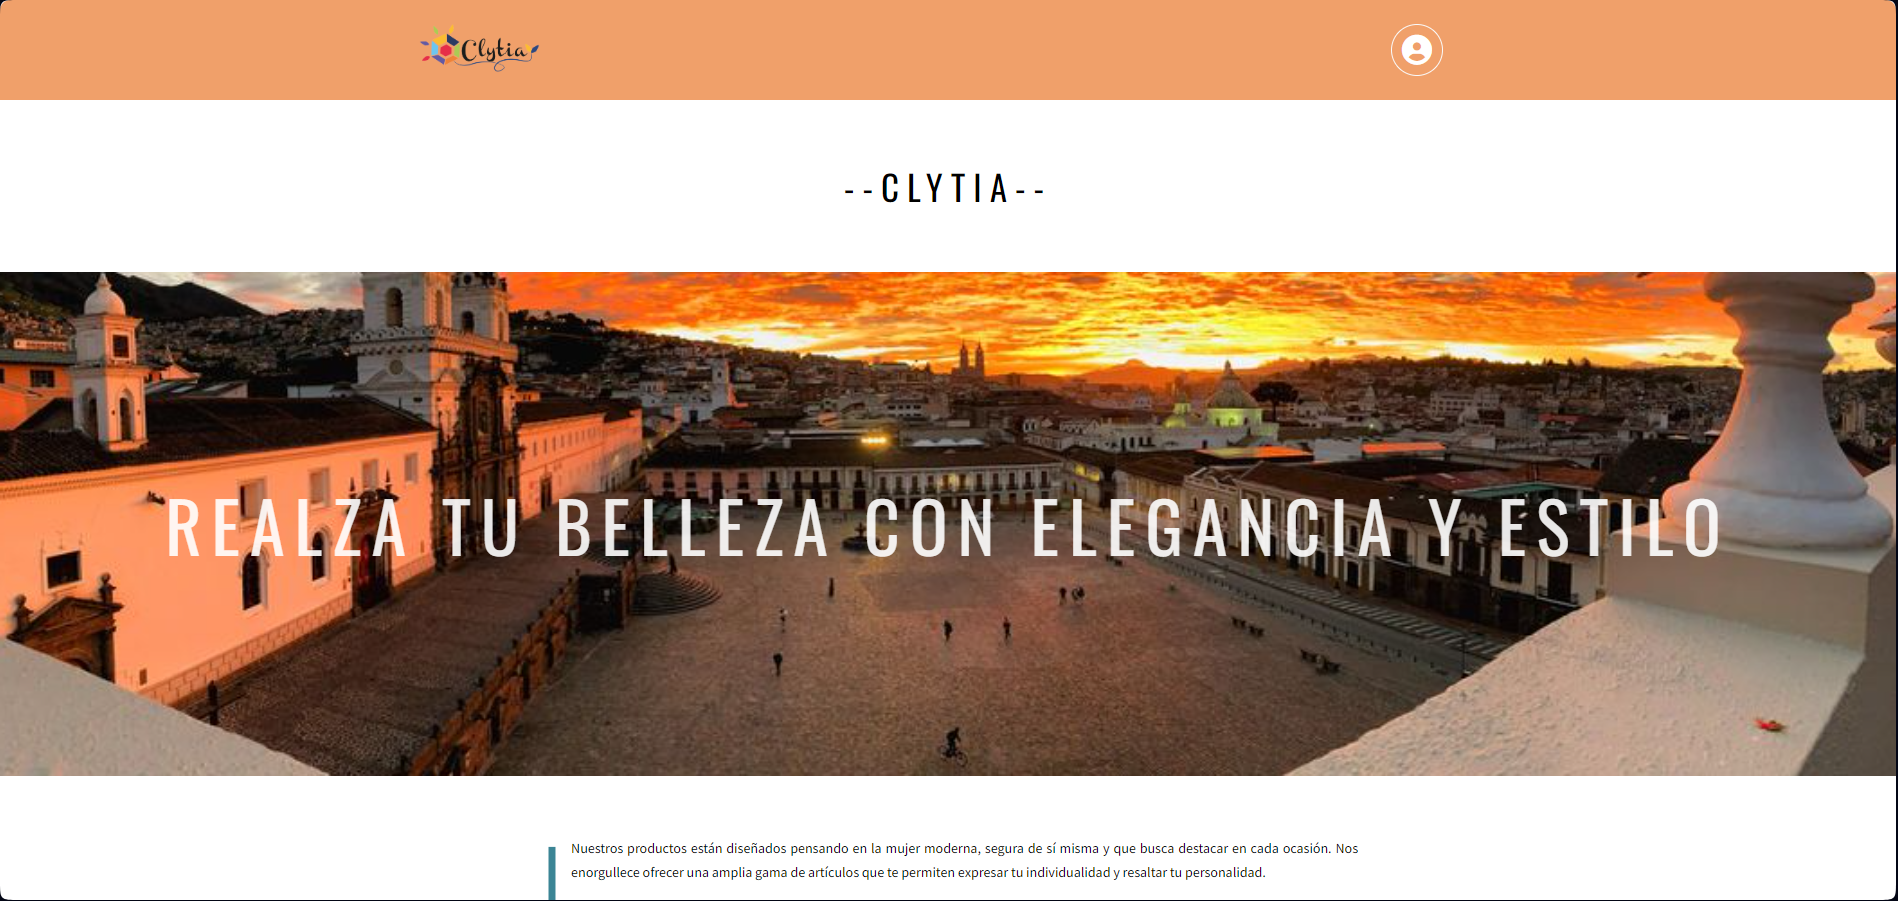 Clytia
--CLYTIA--
REALZA TU BELLEZA CON ELEGANCIA Y ESTILO
Nuestros productos están diseñados pensando en la mujer moderna, segura de sí misma y que busca destacar en cada ocasión. Nos
enorgullece ofrecer una amplia gama de artículos que te permiten expresar tu individualidad y resaltar tu personalidad.